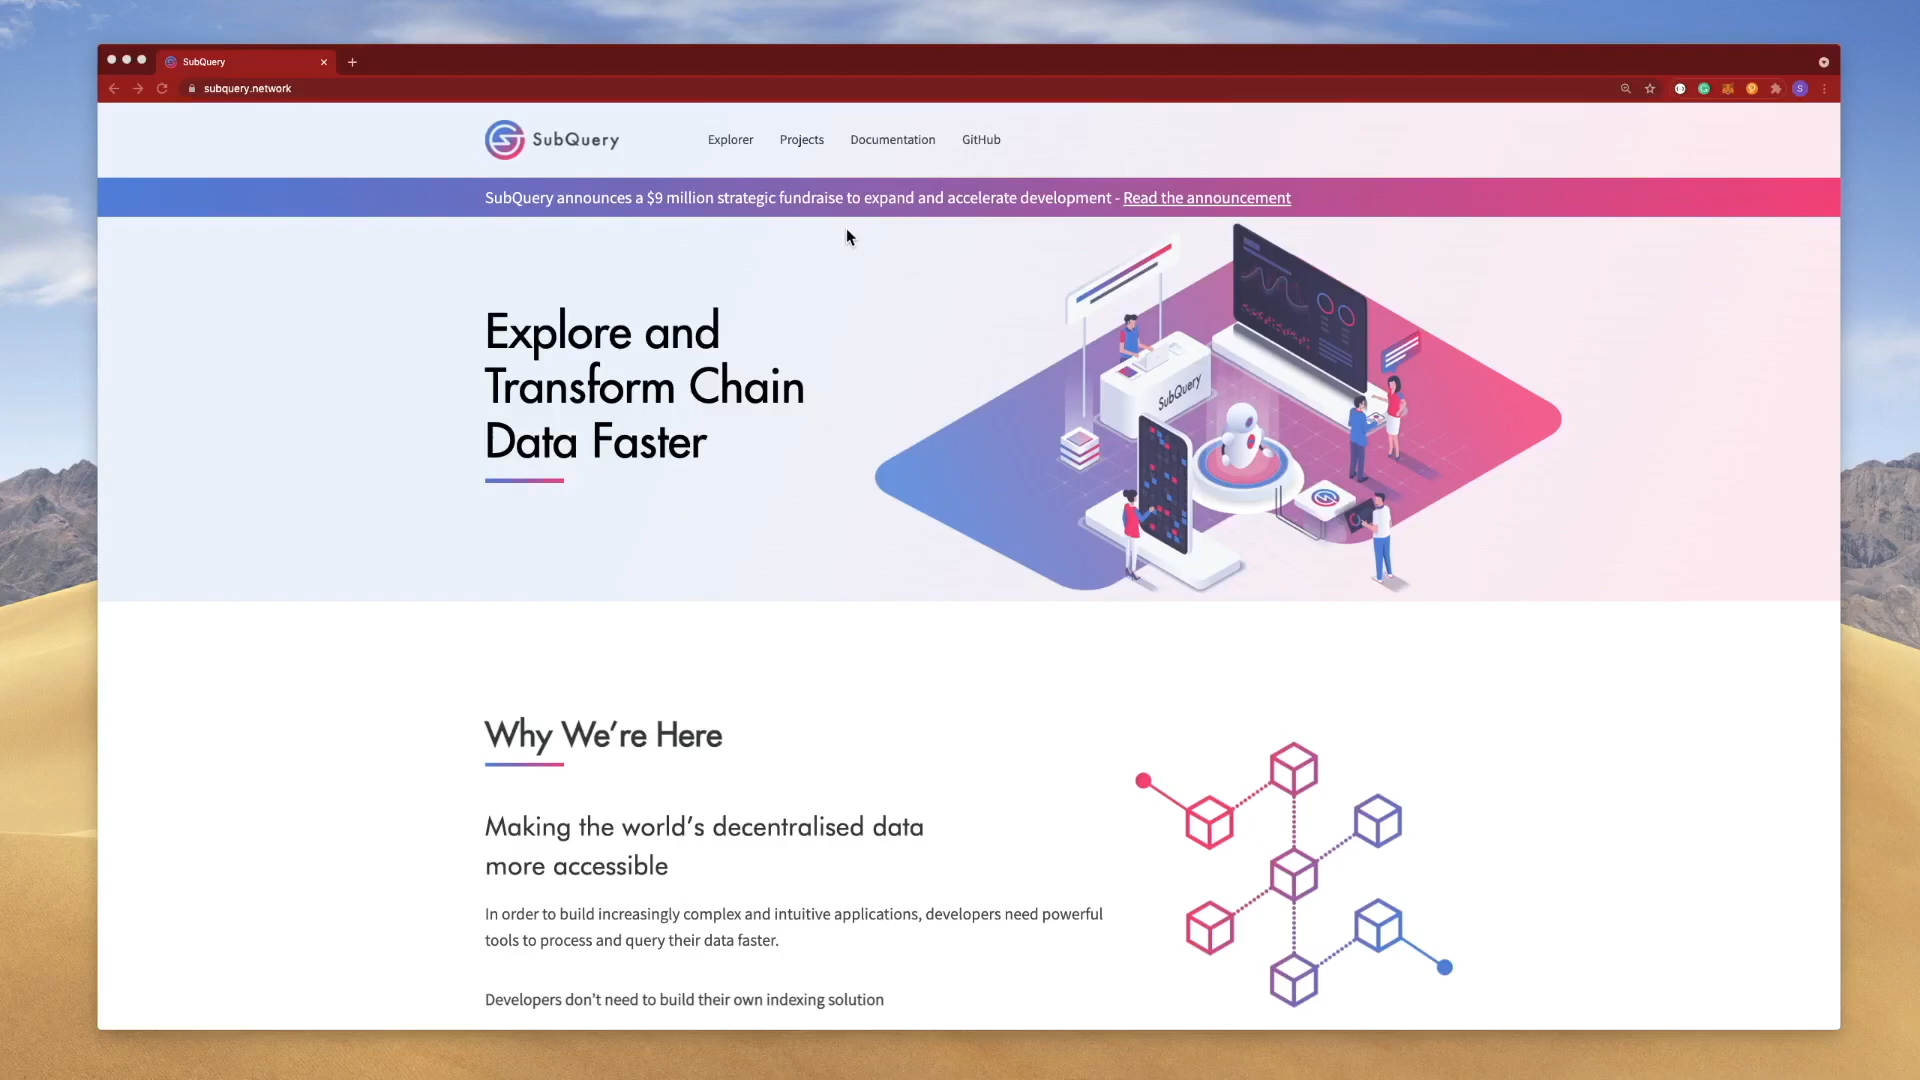 SubQuery
subquery.network
S
SubQuery
Explorer
Projects
Documentation
GitHub
SubQuery announces a $9 million strategic fundraise to expand and accelerate development - Read the announcement
Explore and
Transform Chain
Data Faster
SubQuery
Why We’re Here
Making the world’s decentralised data
more accessible
In order to build increasingly complex and intuitive applications, developers need powerful
tools to process and query their data faster.
Developers don’t need to build their own indexing solution